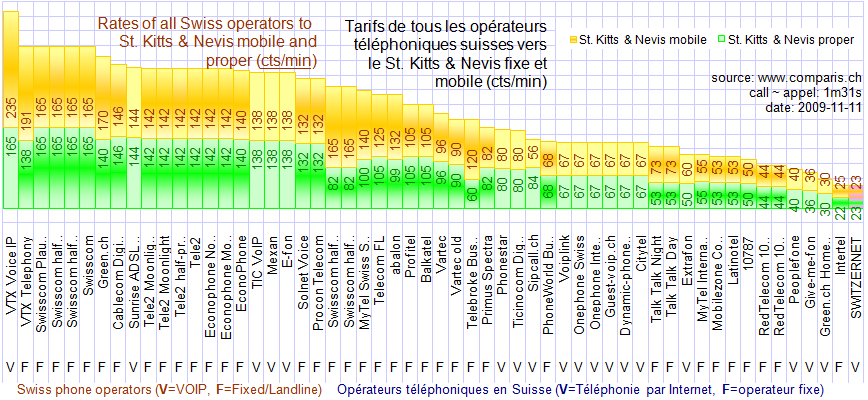 Rates of all Swiss operators to
St. Kitts & Nevis mobile and
proper (cts/min)
Tarifs de tous les opérateurs
téléphoniques suisses vers
le St. Kitts & Nevis fixe et
mobile (cts/min)
St. Kitts & Nevis mobile St. Kitts & Nevis proper
source: www.comparis.ch
call ~ appel: 1m31s
date: 2009-11-11
235 191 165 165 165 165 170 146 144 142 142 142 142 142 142 140 138 138 138 132 132 165 165 140 125 132 105 105 96 90 120 82 80 80 56 68 67 67 67 67 67 67 73 73 60 55 53 53 50 44 44 40 36 30 25 23
165 138 165 165 165 165 140 146 144 142 142 142 142 142 142 140 138 138 138 132 132 82 82 100 105 99 105 105 96 90 60 82 80 80 84 68 67 67 67 67 67 67 53 53 50 55 53 53 50 44 44 40 36 30 22 23
VTX Voice IP
VTX Telephony
Swisscom Plau..
Swisscom half..
Swisscom half..
Swisscom
Green.ch
Cablecom Digi..
Sunrise ADSL..
Tele2 Moonlig..
Tele2 Moonlight
Tele2 half-pr..
Tele2
Econophone No..
Econophone Mo..
EconoPhone
TIC VoIP
Mexan
E-fon
Solnet Voice
Procon Telecom
Swisscom half..
Swisscom half..
MyTel Swiss S..
Telecom FL
abalon
Profitel
Balkatel
Vartec
Vartec old
Telebroke Bus..
Primus Spectra
Phonestar
Ticinocom Dig..
Sipcall.ch
PhoneWorld Bu..
Voiplink
Onephone Swiss
Onephone Inte..
Guest-voip.ch
Dynamic-phone..
Citytel
Talk Talk Night
Talk Talk Day
Extrafon
MyTel Interna..
Mobilezone Co..
Latinotel
10787
RedTelecom 10..
RedTelecom 10..
Peoplefone
Give-me-fon
Green.ch Home..
Intertel
SWITZERNET
V F F F F F F F F F F F F F F F V V V F F F F F F F F F F F F F V V V F V V V V V V F F V F F F F F F V V V F V
Swiss phone operators (V=VOIP, F=Fixed/Landline) Opérateurs téléphoniques en Suisse (V=Téléphonie par Internet, F=operateur fixe)